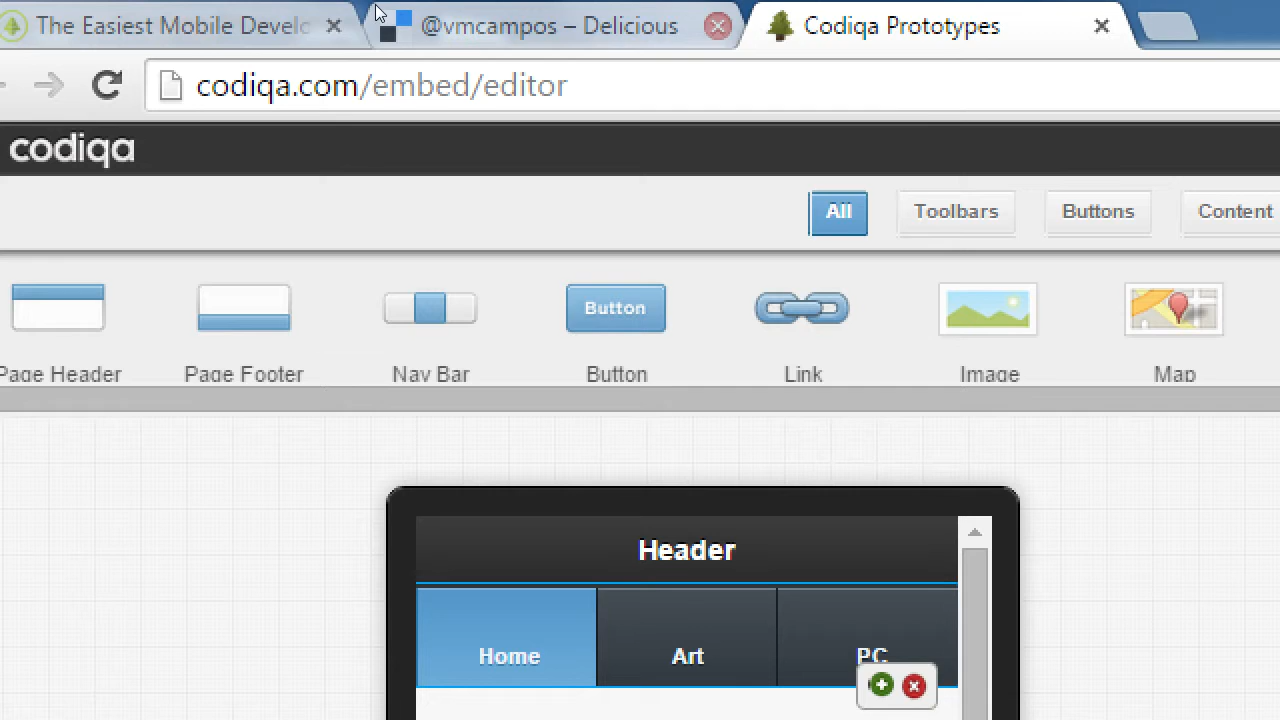 The Easiest Mobile Develo
@vmcampos – Delicious
Codiqa Prototypes
codiqa.com/embed/editor
codiqa
All Toolbars Buttons Content
Button
Page Header Page Footer Nav Bar Button Link Image Map
Header
Home Art PC